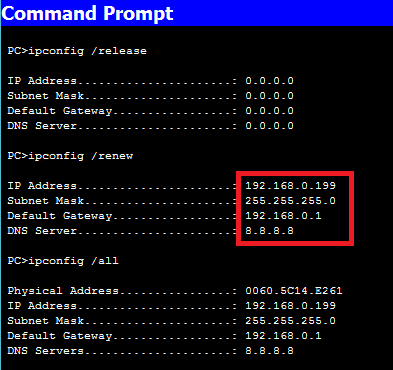 Command Prompt
PC>ipconfig /release
IP Address......................: 0.0.0.0
Subnet Mask.....................: 0.0.0.0
Default Gateway.................: 0.0.0.0
DNS Server......................: 0.0.0.0
PC>ipconfig /renew
IP Address......................: 192.168.0.199
Subnet Mask.....................: 255.255.255.0
Default Gateway.................: 192.168.0.1
DNS Server......................: 8.8.8.8
PC>ipconfig /all
Physical Address................: 0060.5C14.E261
IP Address......................: 192.168.0.199
Subnet Mask.....................: 255.255.255.0
Default Gateway.................: 192.168.0.1
DNS Servers.....................: 8.8.8.8